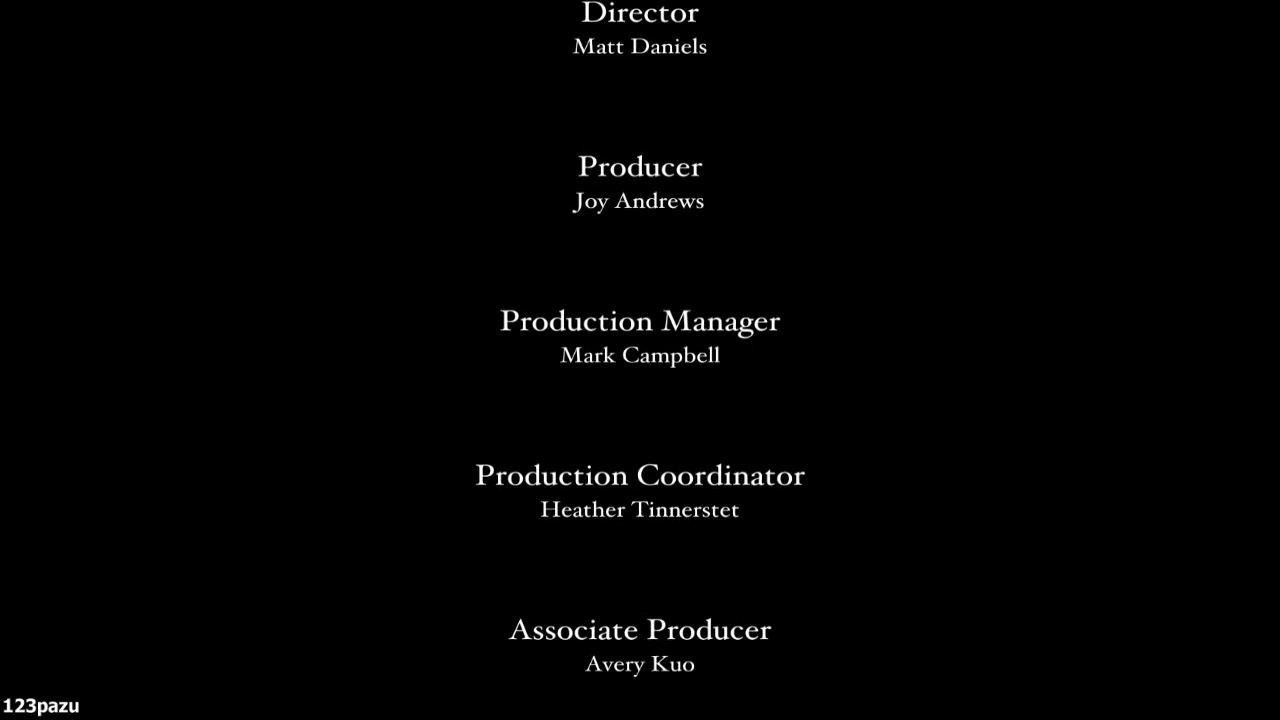 Director
Matt Daniels
Producer
Joy Andrews
Production Manager
Mark Campbell
Production Coordinator
Heather Tinnerstet
Associate Producer
Avery Kuo
123pazu